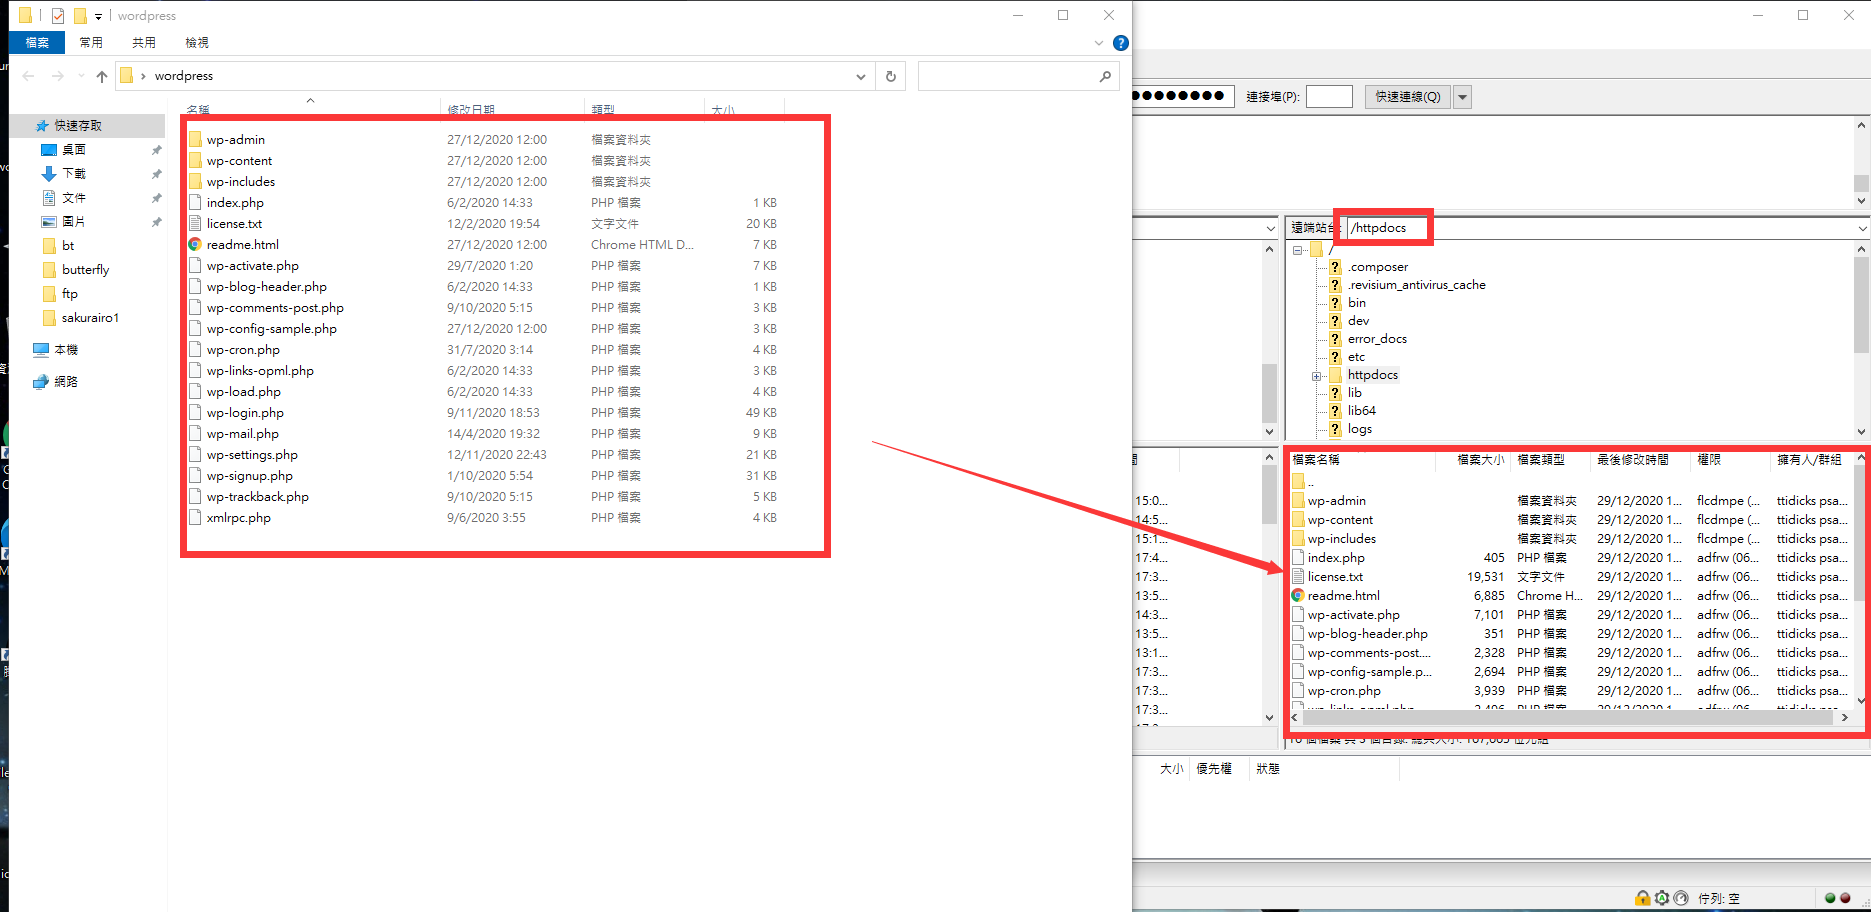 wordpress
檔案 常用 共用 檢視
wordpress
名稱 修改日期 類型 大小
快速存取
桌面
下載
文件
圖片
bt
butterfly
ftp
sakurairo1
本機
網路
wp-admin 27/12/2020 12:00 檔案資料夾
wp-content 27/12/2020 12:00 檔案資料夾
wp-includes 27/12/2020 12:00 檔案資料夾
index.php 6/2/2020 14:33 PHP 檔案 1 KB
license.txt 12/2/2020 19:54 文字文件 20 KB
readme.html 27/12/2020 12:00 Chrome HTML D... 7 KB
wp-activate.php 29/7/2020 1:20 PHP 檔案 7 KB
wp-blog-header.php 6/2/2020 14:33 PHP 檔案 1 KB
wp-comments-post.php 9/10/2020 5:15 PHP 檔案 3 KB
wp-config-sample.php 27/12/2020 12:00 PHP 檔案 3 KB
wp-cron.php 31/7/2020 3:14 PHP 檔案 4 KB
wp-links-opml.php 6/2/2020 14:33 PHP 檔案 3 KB
wp-load.php 6/2/2020 14:33 PHP 檔案 4 KB
wp-login.php 9/11/2020 18:53 PHP 檔案 49 KB
wp-mail.php 14/4/2020 19:32 PHP 檔案 9 KB
wp-settings.php 12/11/2020 22:43 PHP 檔案 21 KB
wp-signup.php 1/10/2020 5:54 PHP 檔案 31 KB
wp-trackback.php 9/10/2020 5:15 PHP 檔案 5 KB
xmlrpc.php 9/6/2020 3:55 PHP 檔案 4 KB
●●●●●●●● 連接埠(P): 快速連線(Q)
遠端站台: /httpdocs
/
.composer
.revisium_antivirus_cache
bin
dev
error_docs
etc
httpdocs
lib
lib64
logs
15:0...
14:5...
15:1...
17:4...
17:3...
13:5...
14:3...
13:5...
13:1...
17:3...
17:3...
17:3...
檔案名稱 檔案大小 檔案類型 最後修改時間 權限 擁有人/群組
..
wp-admin 檔案資料夾 29/12/2020 1... flcdmpe (... ttidicks psa...
wp-content 檔案資料夾 29/12/2020 1... flcdmpe (... ttidicks psa...
wp-includes 檔案資料夾 29/12/2020 1... flcdmpe (... ttidicks psa...
index.php 405 PHP 檔案 29/12/2020 1... adfrw (06... ttidicks psa...
license.txt 19,531 文字文件 29/12/2020 1... adfrw (06... ttidicks psa...
readme.html 6,885 Chrome H... 29/12/2020 1... adfrw (06... ttidicks psa...
wp-activate.php 7,101 PHP 檔案 29/12/2020 1... adfrw (06... ttidicks psa...
wp-blog-header.php 351 PHP 檔案 29/12/2020 1... adfrw (06... ttidicks psa...
wp-comments-post.... 2,328 PHP 檔案 29/12/2020 1... adfrw (06... ttidicks psa...
wp-config-sample.p... 2,694 PHP 檔案 29/12/2020 1... adfrw (06... ttidicks psa...
wp-cron.php 3,939 PHP 檔案 29/12/2020 1... adfrw (06... ttidicks psa...
大小 優先權 狀態
佇列: 空